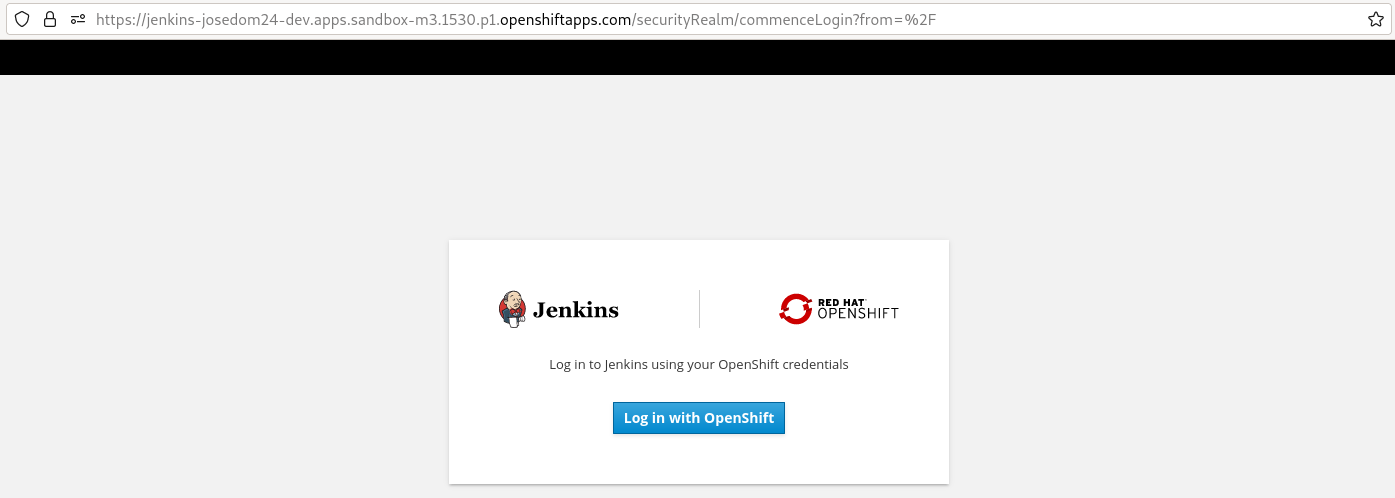 https://jenkins-josedom24-dev.apps.sandbox-m3.1530.p1.openshiftapps.com/securityRealm/commenceLogin?from=%2F
Jenkins
RED HAT
OPENSHIFT
Log in to Jenkins using your OpenShift credentials
Log in with OpenShift